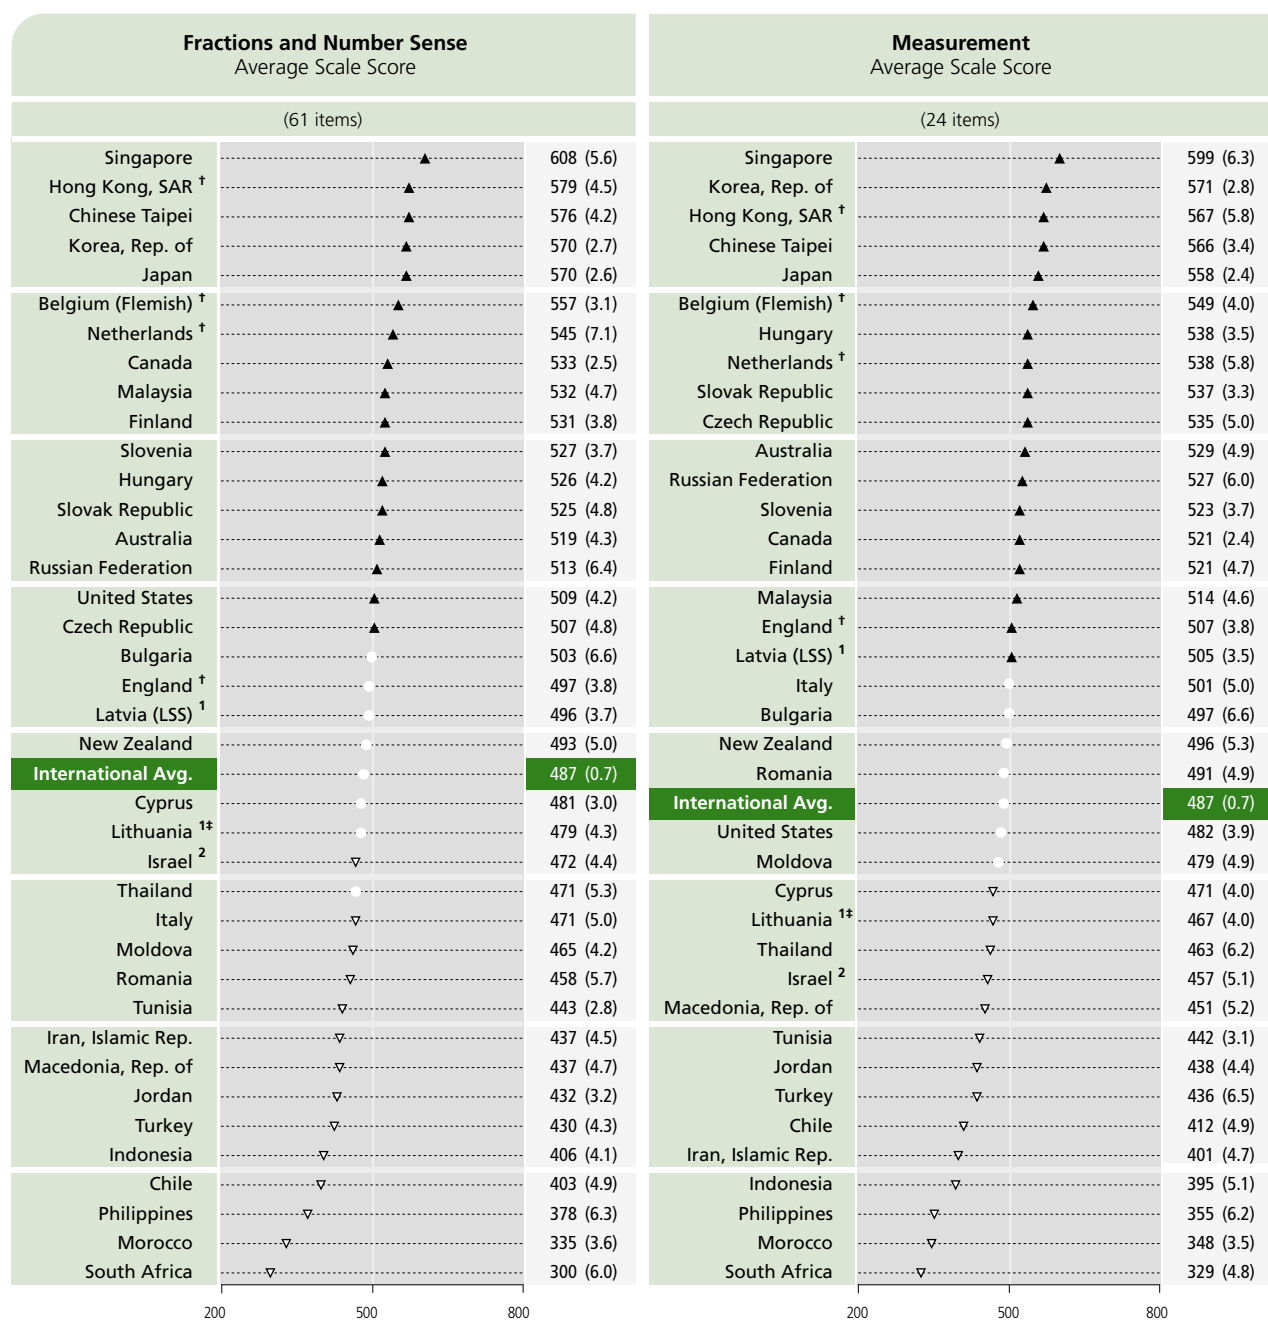 Fractions and Number Sense
Average Scale Score
(61 items)
Singapore 608 (5.6)
Hong Kong, SAR † 579 (4.5)
Chinese Taipei 576 (4.2)
Korea, Rep. of 570 (2.7)
Japan 570 (2.6)
Belgium (Flemish) † 557 (3.1)
Netherlands † 545 (7.1)
Canada 533 (2.5)
Malaysia 532 (4.7)
Finland 531 (3.8)
Slovenia 527 (3.7)
Hungary 526 (4.2)
Slovak Republic 525 (4.8)
Australia 519 (4.3)
Russian Federation 513 (6.4)
United States 509 (4.2)
Czech Republic 507 (4.8)
Bulgaria 503 (6.6)
England † 497 (3.8)
Latvia (LSS) 1 496 (3.7)
New Zealand 493 (5.0)
International Avg. 487 (0.7)
Cyprus 481 (3.0)
Lithuania 1‡ 479 (4.3)
Israel 2 472 (4.4)
Thailand 471 (5.3)
Italy 471 (5.0)
Moldova 465 (4.2)
Romania 458 (5.7)
Tunisia 443 (2.8)
Iran, Islamic Rep. 437 (4.5)
Macedonia, Rep. of 437 (4.7)
Jordan 432 (3.2)
Turkey 430 (4.3)
Indonesia 406 (4.1)
Chile 403 (4.9)
Philippines 378 (6.3)
Morocco 335 (3.6)
South Africa 300 (6.0)
200 500 800
Measurement
Average Scale Score
(24 items)
Singapore 599 (6.3)
Korea, Rep. of 571 (2.8)
Hong Kong, SAR † 567 (5.8)
Chinese Taipei 566 (3.4)
Japan 558 (2.4)
Belgium (Flemish) † 549 (4.0)
Hungary 538 (3.5)
Netherlands † 538 (5.8)
Slovak Republic 537 (3.3)
Czech Republic 535 (5.0)
Australia 529 (4.9)
Russian Federation 527 (6.0)
Slovenia 523 (3.7)
Canada 521 (2.4)
Finland 521 (4.7)
Malaysia 514 (4.6)
England † 507 (3.8)
Latvia (LSS) 1 505 (3.5)
Italy 501 (5.0)
Bulgaria 497 (6.6)
New Zealand 496 (5.3)
Romania 491 (4.9)
International Avg. 487 (0.7)
United States 482 (3.9)
Moldova 479 (4.9)
Cyprus 471 (4.0)
Lithuania 1‡ 467 (4.0)
Thailand 463 (6.2)
Israel 2 457 (5.1)
Macedonia, Rep. of 451 (5.2)
Tunisia 442 (3.1)
Jordan 438 (4.4)
Turkey 436 (6.5)
Chile 412 (4.9)
Iran, Islamic Rep. 401 (4.7)
Indonesia 395 (5.1)
Philippines 355 (6.2)
Morocco 348 (3.5)
South Africa 329 (4.8)
200 500 800